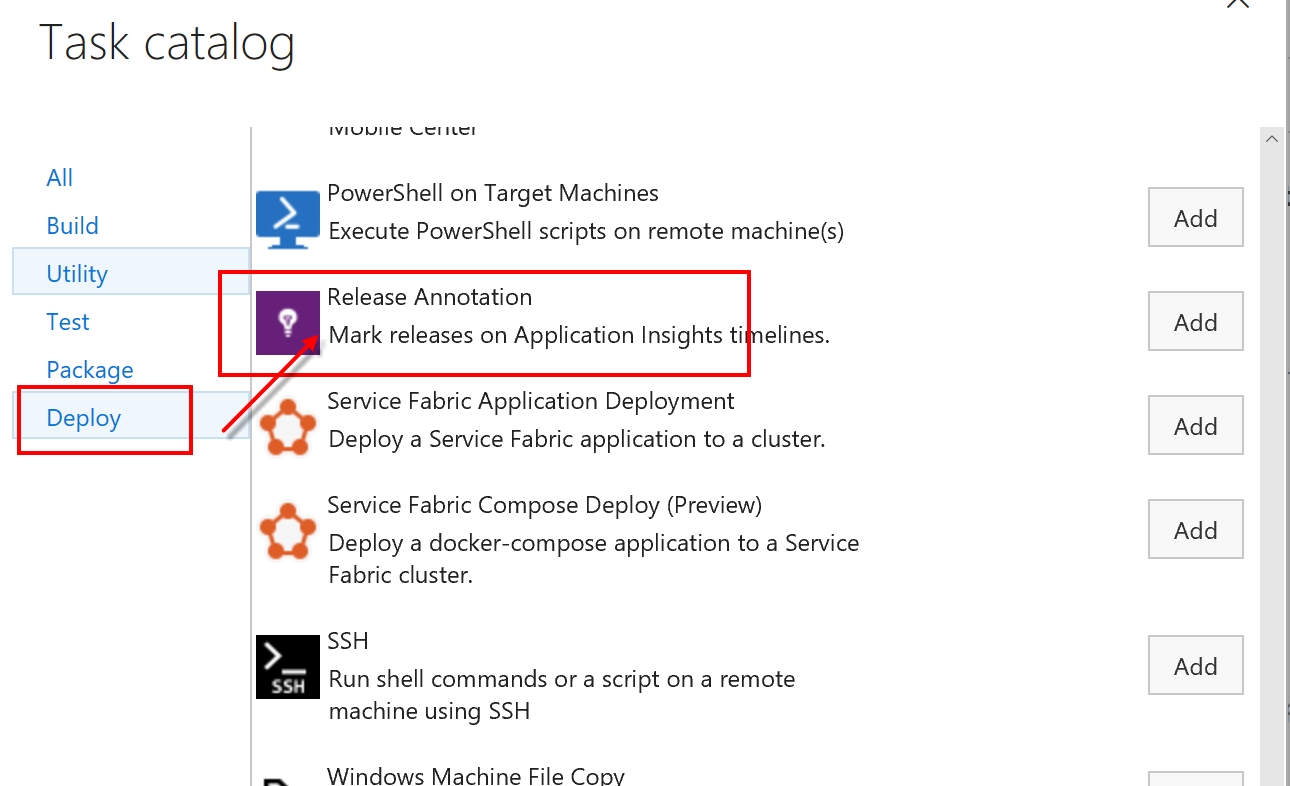 Task catalog
All
Build
Utility
Test
Package
Deploy
Mobile Center
PowerShell on Target Machines
Execute PowerShell scripts on remote machine(s)
Add
Release Annotation
Mark releases on Application Insights timelines.
Add
Service Fabric Application Deployment
Deploy a Service Fabric application to a cluster.
Add
Service Fabric Compose Deploy (Preview)
Deploy a docker-compose application to a Service
Fabric cluster.
Add
SSH
SSH
Run shell commands or a script on a remote
machine using SSH
Add
Windows Machine File Copy